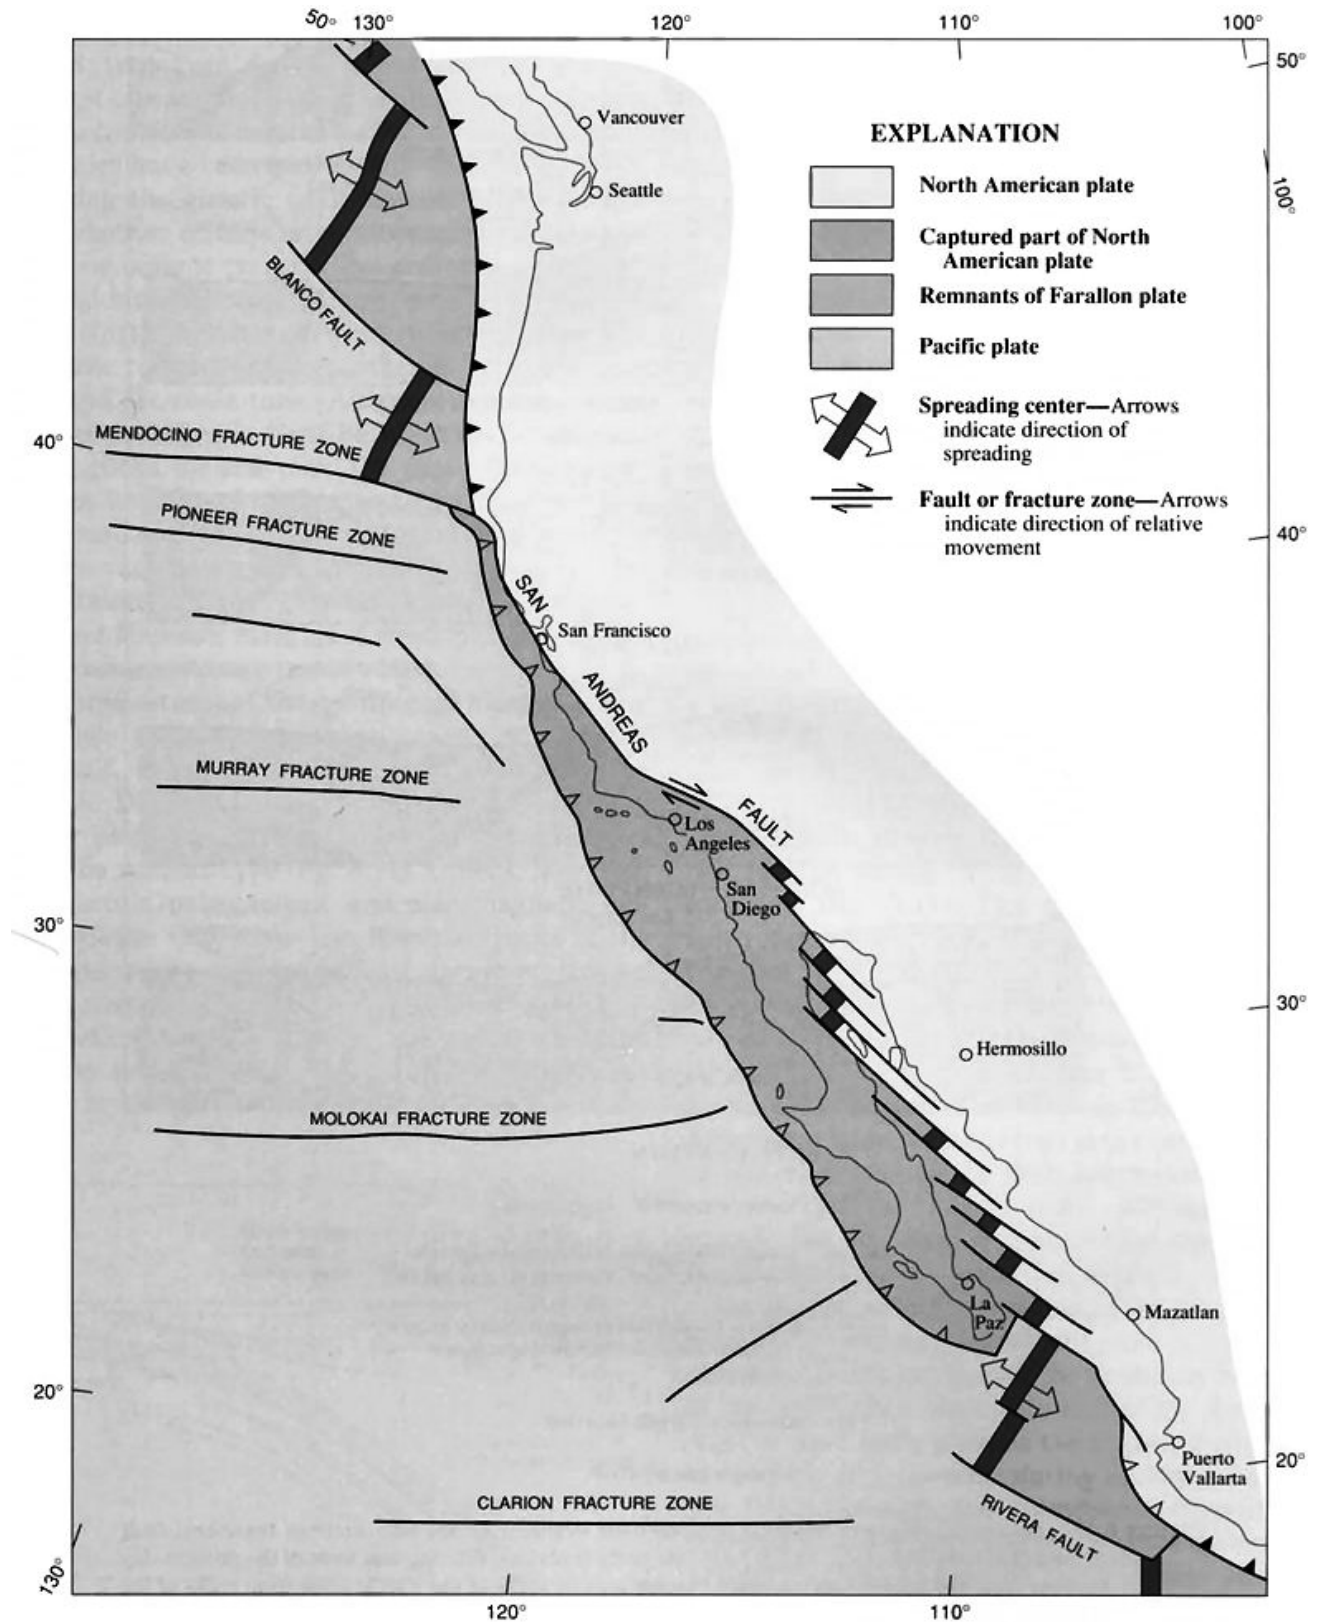 50° 130° 120° 110° 100°
50°
100°
Vancouver
Seattle
EXPLANATION
North American plate
Captured part of North
American plate
Remnants of Farallon plate
Pacific plate
Spreading center—Arrows
indicate direction of
spreading
Fault or fracture zone—Arrows
indicate direction of relative
movement
BLANCO FAULT
40°
MENDOCINO FRACTURE ZONE
PIONEER FRACTURE ZONE
40°
SAN ANDREAS FAULT
San Francisco
MURRAY FRACTURE ZONE
Los
Angeles
San
Diego
30°
30°
Hermosillo
MOLOKAI FRACTURE ZONE
La
Paz
Mazatlan
20°
20°
Puerto
Vallarta
CLARION FRACTURE ZONE
RIVERA FAULT
130°
120° 110°